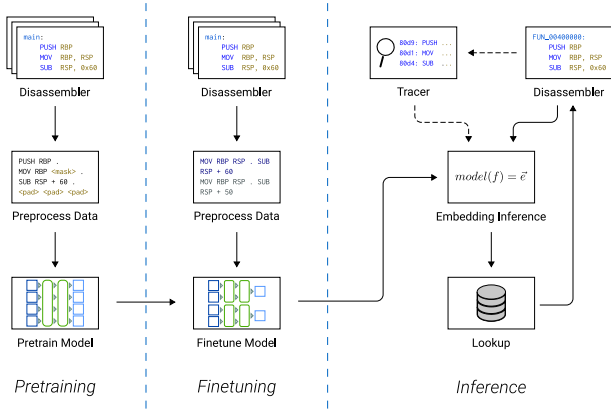 main:
PUSH RBP
MOV RBP, RSP
SUB RSP, 0x60
Disassembler
PUSH RBP .
MOV RBP <mask> .
SUB RSP + 60 .
<pad> <pad> <pad>
Preprocess Data
Pretrain Model
Pretraining
main:
PUSH RBP
MOV RBP, RSP
SUB RSP, 0x60
Disassembler
MOV RBP RSP . SUB
RSP + 60
MOV RBP RSP . SUB
RSP + 50
Preprocess Data
Finetune Model
Finetuning
80d9: PUSH ...
80d1: MOV ...
80d4: SUB ...
Tracer
FUN_00400000:
PUSH RBP
MOV RBP, RSP
SUB RSP, 0x60
Disassembler
model(f) = e⃗
Embedding Inference
Lookup
Inference